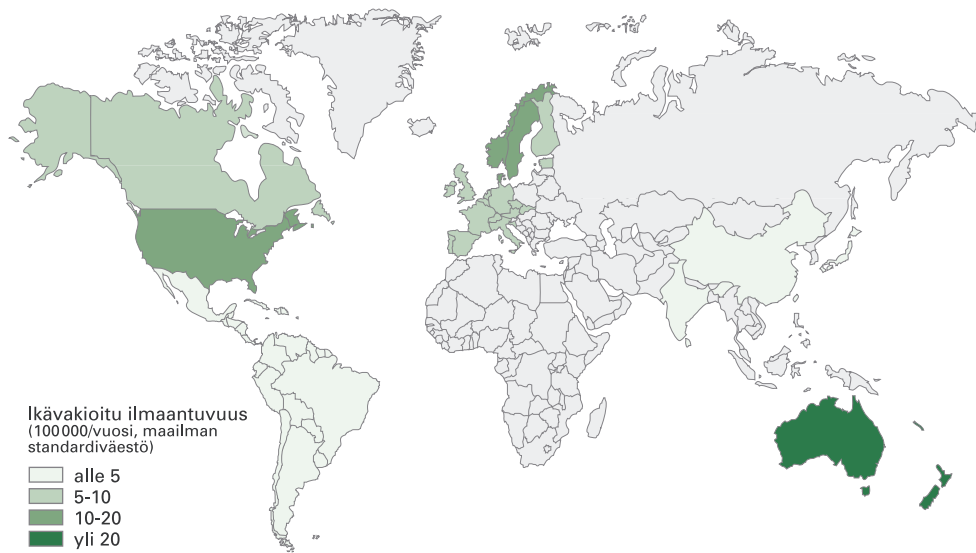 Ikävakioitu ilmaantuvuus
(100 000/vuosi, maailman
standardiväestö)
alle 5
5-10
10-20
yli 20